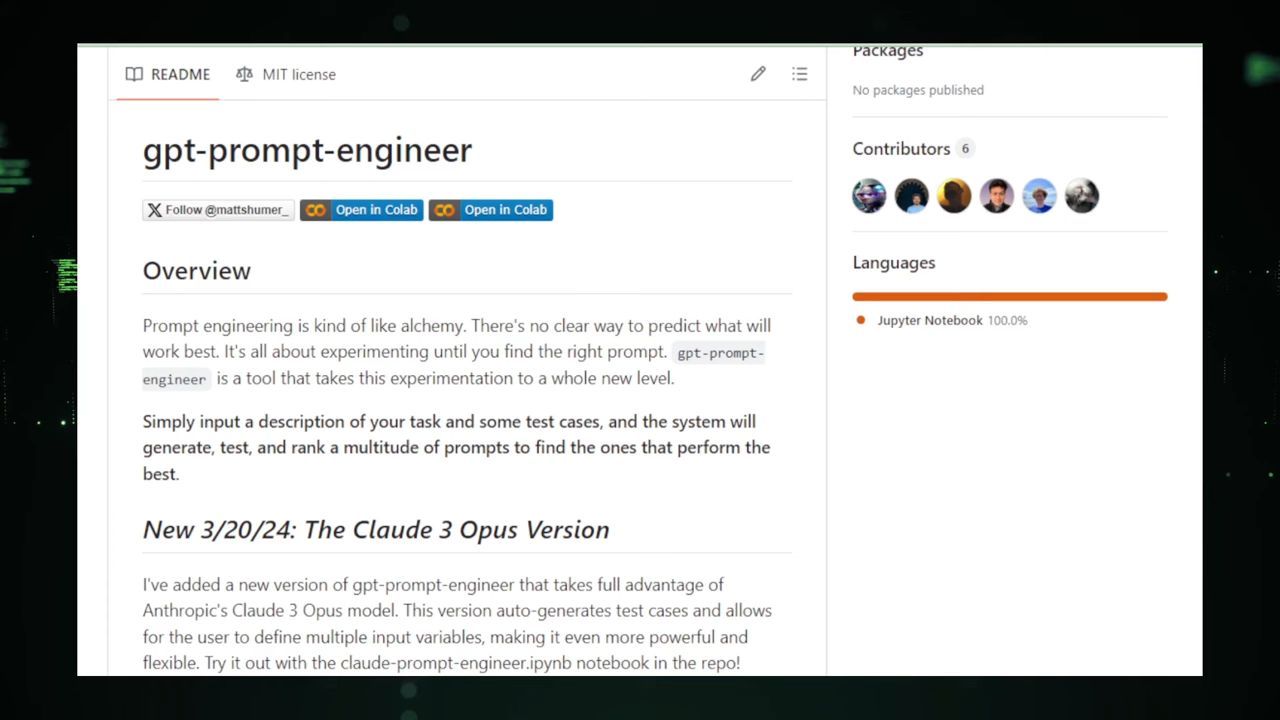 README
MIT license
gpt-prompt-engineer
Follow @mattshumer_
Open in Colab
Open in Colab
Overview
Prompt engineering is kind of like alchemy. There's no clear way to predict what will
work best. It's all about experimenting until you find the right prompt. gpt-prompt-
engineer is a tool that takes this experimentation to a whole new level.
Simply input a description of your task and some test cases, and the system will
generate, test, and rank a multitude of prompts to find the ones that perform the
best.
New 3/20/24: The Claude 3 Opus Version
I've added a new version of gpt-prompt-engineer that takes full advantage of
Anthropic's Claude 3 Opus model. This version auto-generates test cases and allows
for the user to define multiple input variables, making it even more powerful and
flexible. Try it out with the claude-prompt-engineer.ipynb notebook in the repo!
Packages
No packages published
Contributors 6
Languages
Jupyter Notebook 100.0%